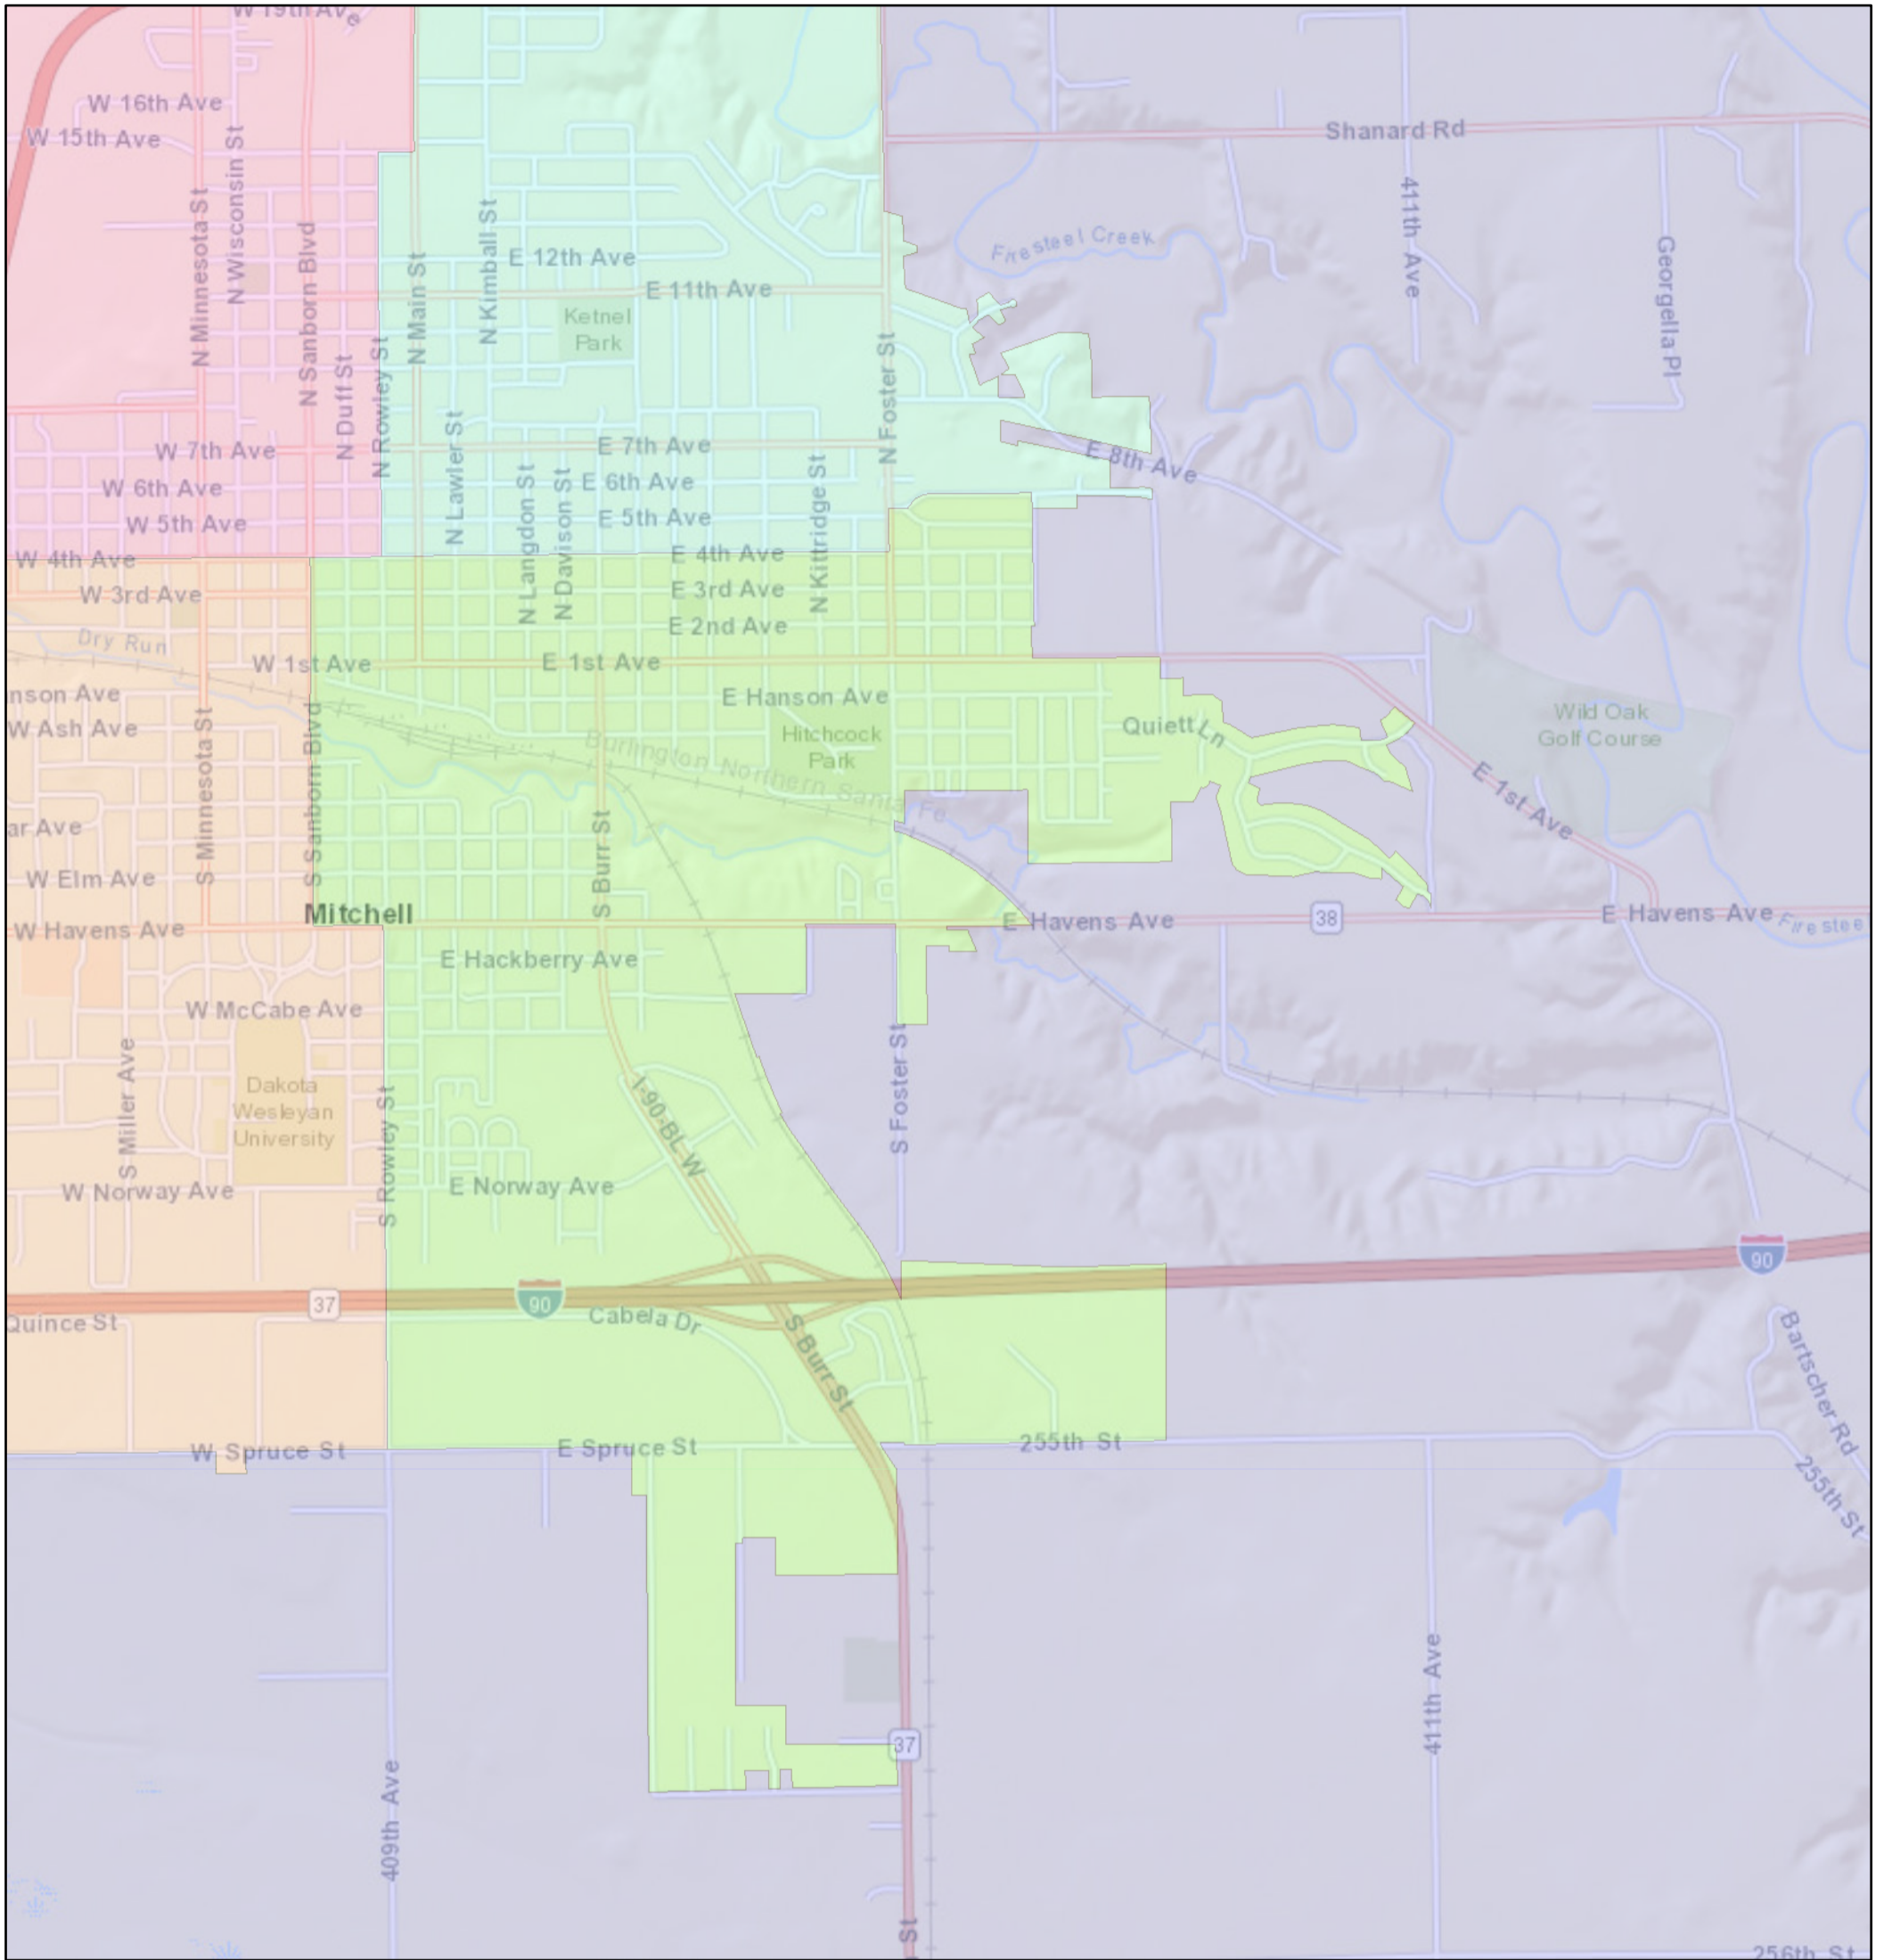 W 19th Ave
W 16th Ave
W 15th Ave
Shanard Rd
N Minnesota St
N Wisconsin St
N Sanborn Blvd
N Duff St
N Rowley St
N Main St
N Kimball St
E 12th Ave
E 11th Ave
Ketnel
Park
N Foster St
Firesteel Creek
411th Ave
Georgella Pl
W 7th Ave
W 6th Ave
W 5th Ave
N Lawler St
N Langdon St
N Davison St
E 7th Ave
E 6th Ave
E 5th Ave
N Kittridge St
E 8th Ave
W 4th Ave
W 3rd Ave
E 4th Ave
E 3rd Ave
E 2nd Ave
Dry Run
W 1st Ave
E 1st Ave
nson Ave
W Ash Ave
E Hanson Ave
Hitchcock
Park
Quiett Ln
Wild Oak
Golf Course
Burlington Northern Santa Fe
E 1st Ave
S Minnesota St
S Sanborn Blvd
S Burr St
ar Ave
W Elm Ave
Mitchell
W Havens Ave
E Havens Ave
38
E Havens Ave
Firestee
E Hackberry Ave
W McCabe Ave
S Miller Ave
Dakota
Wesleyan
University
S Rowley St
I-90-BL W
S Foster St
W Norway Ave
E Norway Ave
90
37
90
Quince St
Cabela Dr
S Burr St
Bartscher Rd
W Spruce St
E Spruce St
255th St
255th St
37
409th Ave
411th Ave
St
256th St